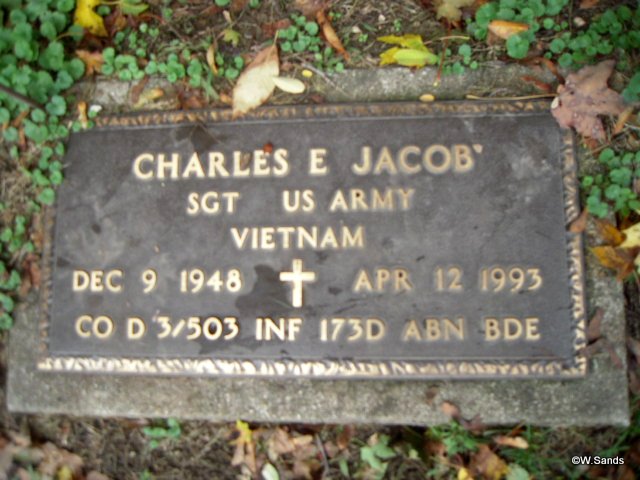 CHARLES E JACOB
SGT US ARMY
VIETNAM
DEC 9 1948 APR 12 1993
CO D 3/503 INF 173D ABN BDE
©W.Sands